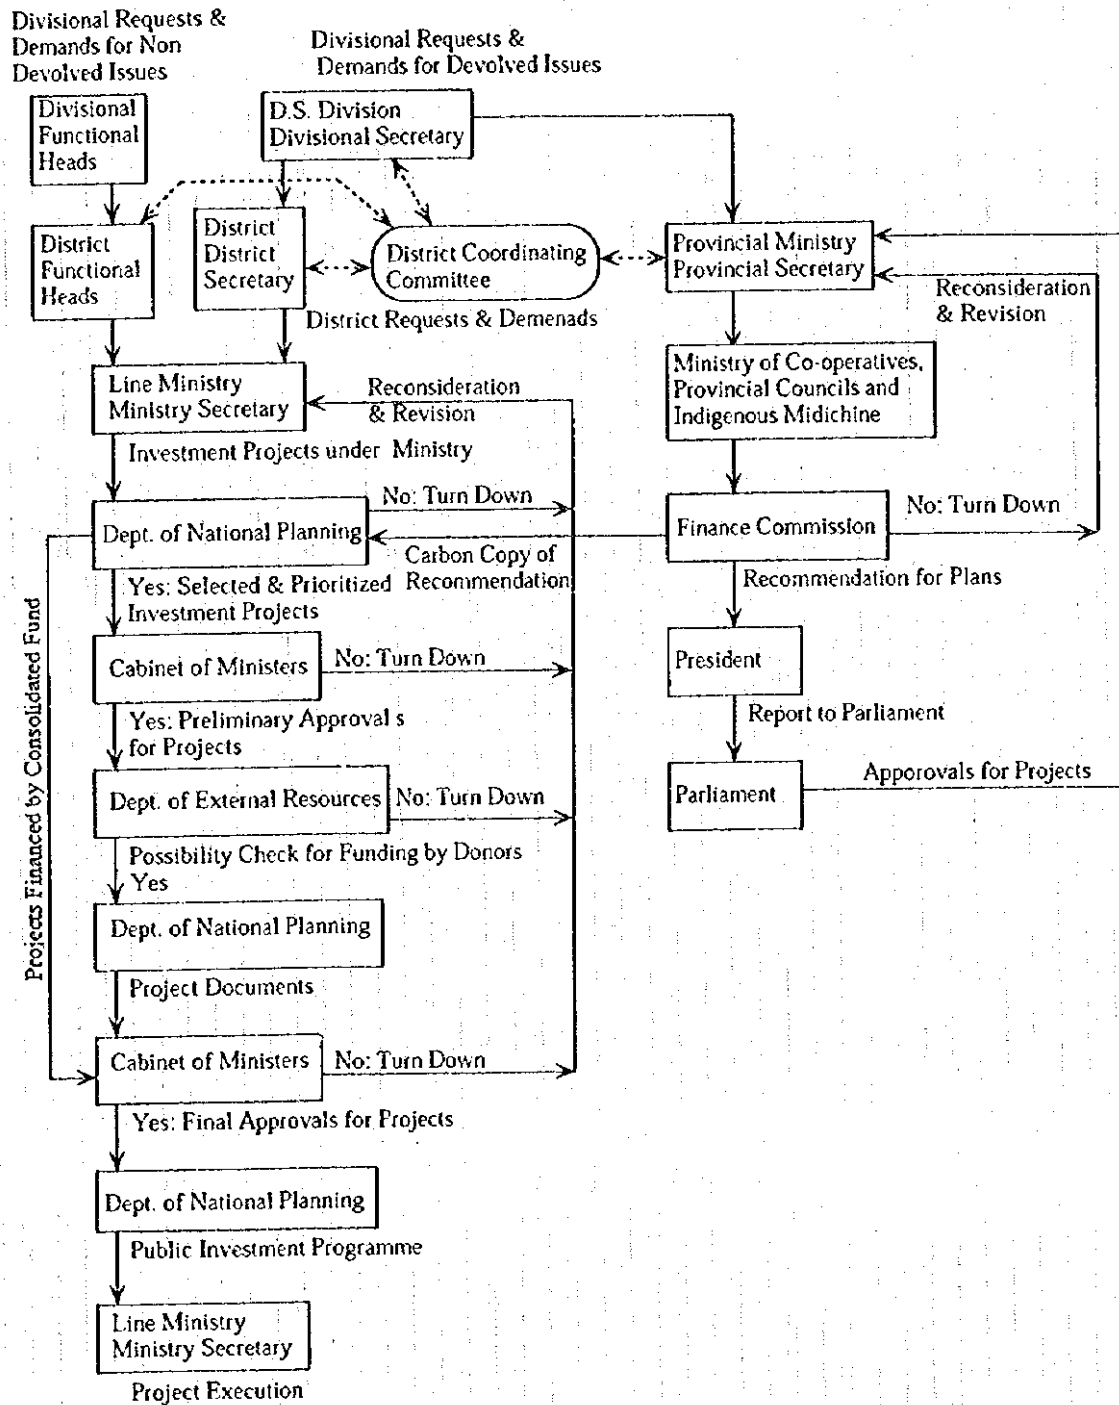 Divisional Requests &
Demands for Non
Devolved Issues
Divisional Requests &
Demands for Devolved Issues
Divisional
Functional
Heads
D.S. Division
Divisional Secretary
District
Functional
Heads
District
District
Secretary
District Coordinating
Committee
Provincial Ministry
Provincial Secretary
Reconsideration
& Revision
District Requests & Demenads
Line Ministry
Ministry Secretary
Reconsideration
& Revision
Ministry of Co-operatives,
Provincial Councils and
Indigenous Midichine
Investment Projects under Ministry
Dept. of National Planning
No: Turn Down
Finance Commission
No: Turn Down
Carbon Copy of
Recommendation
Yes: Selected & Prioritized
Investment Projects
Recommendation for Plans
Cabinet of Ministers
No: Turn Down
President
Yes: Preliminary Approval s
for Projects
Report to Parliament
Dept. of External Resources
No: Turn Down
Parliament
Apporovals for Projects
Possibility Check for Funding by Donors
Yes
Dept. of National Planning
Projects Financed by Consolidated Fund
Project Documents
Cabinet of Ministers
No: Turn Down
Yes: Final Approvals for Projects
Dept. of National Planning
Public Investment Programme
Line Ministry
Ministry Secretary
Project Execution